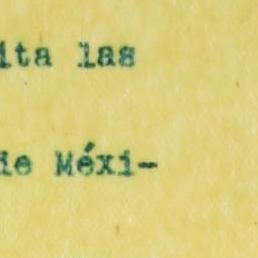 ita las
de Méxi-